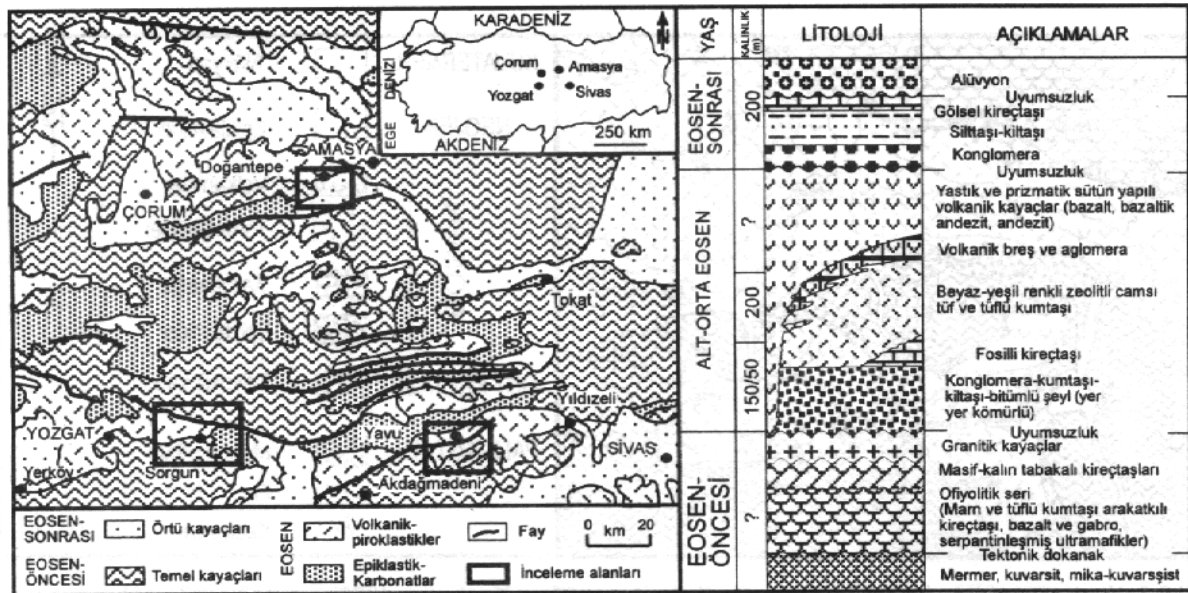 KARADENİZ
Çorum
Amasya
Yozgat
Sivas
EGE DENİZİ
250 km
AKDENİZ
Doğantepe
AMASYA
ÇORUM
Tokat
Yıldızeli
YOZGAT
Yavu
SİVAS
Yerköy
Sorgun
Akdağmadeni
EOSEN-
SONRASI
Örtü kayaçları
EOSEN-
ÖNCESİ
Temel kayaçları
EOSEN
Volkanik-
piroklastikler
Epiklastik-
Karbonatlar
Fay
0 20
km
İnceleme alanları
YAŞ
KALINLIK
(m)
LİTOLOJİ
AÇIKLAMALAR
EOSEN-
SONRASI
200
Alüvyon
Uyumsuzluk
Gölsel kireçtaşı
Silttaşı-kiltaşı
Konglomera
Uyumsuzluk
ALT-ORTA EOSEN
?
Yastık ve prizmatik sütün yapılı
volkanik kayaçlar (bazalt, bazaltik
andezit, andezit)
Volkanik breş ve aglomera
200
Beyaz-yeşil renkli zeolitli camsı
tüf ve tüflü kumtaşı
Fosilli kireçtaşı
150/50
Konglomera-kumtaşı-
kiltaşı-bitümlü şeyl (yer
yer kömürlü)
Uyumsuzluk
EOSEN-
ÖNCESİ
?
Granitik kayaçlar
Masif-kalın tabakalı kireçtaşları
Ofiyolitik seri
(Marn ve tüflü kumtaşı arakatkılı
kireçtaşı, bazalt ve gabro,
serpantinleşmiş ultramafikler)
Tektonik dokanak
Mermer, kuvarsit, mika-kuvarsşist